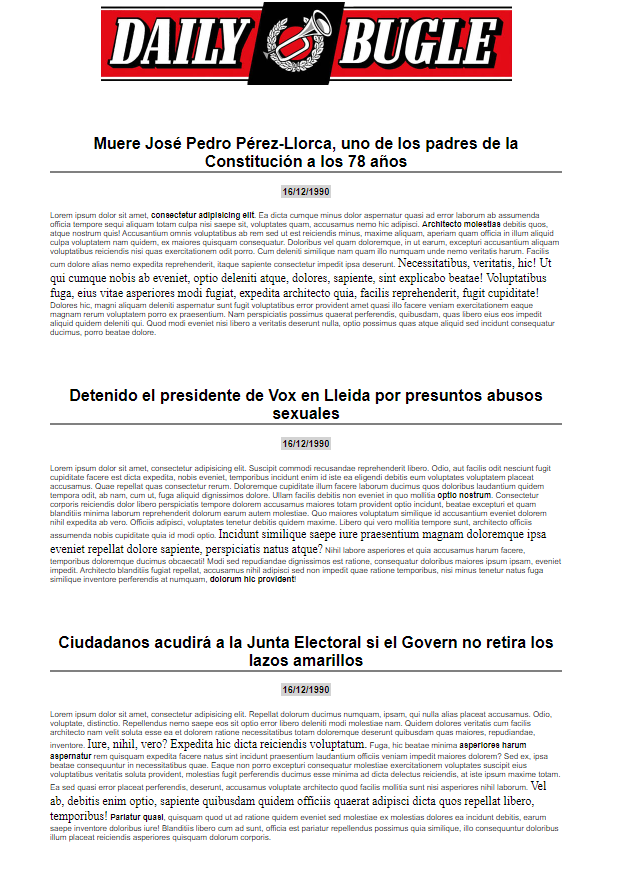 DAILY BUGLE
Muere José Pedro Pérez-Llorca, uno de los padres de la
Constitución a los 78 años
16/12/1990
Lorem ipsum dolor sit amet, consectetur adipisicing elit. Ea dicta cumque minus dolor aspernatur quasi ad error laborum ab assumenda
officia tempore sequi aliquam totam culpa nisi saepe sit, voluptates quam, accusamus nemo hic adipisci. Architecto molestias debitis quos,
atque nostrum quis! Accusantium omnis voluptatibus ab rem sed ut est reiciendis minus, maxime aliquam, aperiam quam officia in illum aliquid
culpa voluptatem nam quidem, ex maiores quisquam consequatur. Doloribus vel quam doloremque, in ut earum, excepturi accusantium aliquam
voluptatibus reiciendis nisi quas exercitationem odit porro. Cum deleniti similique nam quam illo numquam unde nemo veritatis harum. Facilis
cum dolore alias nemo expedita reprehenderit, itaque sapiente consectetur impedit ipsa deserunt. Necessitatibus, veritatis, hic! Ut
qui cumque nobis ab eveniet, optio deleniti atque, dolores, sapiente, sint explicabo beatae! Voluptatibus
fuga, eius vitae asperiores modi fugiat, expedita architecto quia, facilis reprehenderit, fugit cupiditate!
Dolores hic, magni aliquam deleniti aspernatur sunt fugit voluptatibus error provident amet quasi illo facere veniam exercitationem eaque
magnam rerum voluptatem porro ex praesentium. Nam perspiciatis possimus quaerat perferendis, quibusdam, quas libero eius eos impedit
aliquid quidem deleniti qui. Quod modi eveniet nisi libero a veritatis deserunt nulla, optio possimus quas atque aliquid sed incidunt consequatur
ducimus, porro beatae dolore.
Detenido el presidente de Vox en Lleida por presuntos abusos
sexuales
16/12/1990
Lorem ipsum dolor sit amet, consectetur adipisicing elit. Suscipit commodi recusandae reprehenderit libero. Odio, aut facilis odit nesciunt fugit
cupiditate facere est dicta expedita, nobis eveniet, temporibus incidunt enim id iste ea eligendi debitis eum voluptates voluptatem placeat
accusamus. Quae repellat quas consectetur rerum. Doloremque cupiditate illum facere laborum ducimus quos doloribus laudantium quidem
tempora odit, ab nam, cum ut, fuga aliquid dignissimos dolore. Ullam facilis debitis non eveniet in quo mollitia optio nostrum. Consectetur
corporis reiciendis dolor libero perspiciatis tempore dolorem accusamus maiores totam provident optio incidunt, beatae excepturi et quam
blanditiis minima laborum reprehenderit dolorum earum autem molestiae. Quo maiores voluptatum similique id accusantium eveniet dolorem
nihil expedita ab vero. Officiis adipisci, voluptates tenetur debitis quidem maxime. Libero qui vero mollitia tempore sunt, architecto officiis
assumenda nobis cupiditate quia id modi optio. Incidunt similique saepe iure praesentium magnam doloremque ipsa
eveniet repellat dolore sapiente, perspiciatis natus atque? Nihil labore asperiores et quia accusamus harum facere,
temporibus doloremque ducimus obcaecati! Modi sed repudiandae dignissimos est ratione, consequatur doloribus maiores ipsum ipsam, eveniet
impedit. Architecto blanditiis fugiat repellat, accusamus nihil adipisci sed non impedit quae ratione temporibus, nisi minus tenetur natus fuga
similique inventore perferendis at numquam, dolorum hic provident!
Ciudadanos acudirá a la Junta Electoral si el Govern no retira los
lazos amarillos
16/12/1990
Lorem ipsum dolor sit amet, consectetur adipisicing elit. Repellat dolorum ducimus numquam, ipsam, qui nulla alias placeat accusamus. Odio,
voluptate, distinctio. Repellendus nemo saepe eos sit optio error libero deleniti modi molestiae nam. Quidem dolores veritatis cum facilis
architecto nam velit soluta esse ea et dolorem ratione necessitatibus totam doloremque deserunt quibusdam quas maiores, repudiandae,
inventore. Iure, nihil, vero? Expedita hic dicta reiciendis voluptatum. Fuga, hic beatae minima asperiores harum
aspernatur rem quisquam expedita facere natus sint incidunt praesentium laudantium officiis veniam impedit maiores dolorem? Sed ex, ipsa
beatae consequuntur in necessitatibus quae. Eaque non porro excepturi consequatur molestiae exercitationem voluptates suscipit eius
voluptatibus veritatis soluta provident, molestias fugit perferendis ducimus esse minima ad dicta delectus reiciendis, at iste ipsum maxime totam.
Ea sed quasi error placeat perferendis, deserunt, accusamus voluptate architecto quod facilis mollitia sunt nisi asperiores nihil laborum. Vel
ab, debitis enim optio, sapiente quibusdam quidem officiis quaerat adipisci dicta quos repellat libero,
temporibus! Pariatur quasi, quisquam quod ut ad ratione quidem eveniet sed molestiae ex molestias dolores ea incidunt debitis, earum
saepe inventore doloribus iure! Blanditiis libero cum ad sunt, officia est pariatur repellendus possimus quia similique, illo consequuntur doloribus
illum placeat reiciendis asperiores quisquam dolorum corporis.